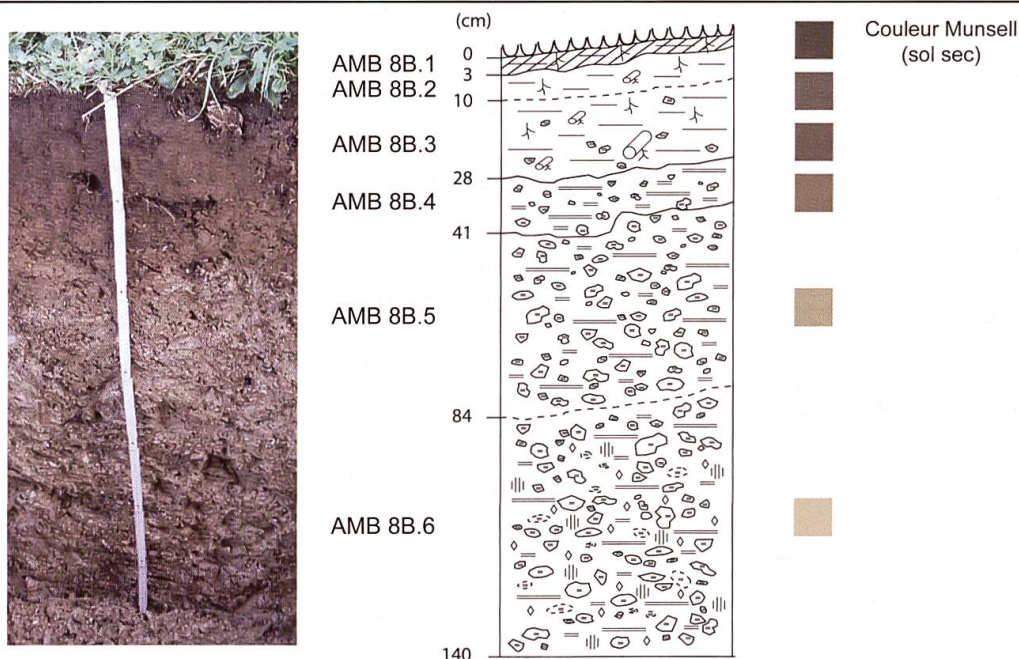 (cm)
Couleur Munsell
(sol sec)
0
AMB 8B.1
3
AMB 8B.2
10
AMB 8B.3
28
AMB 8B.4
41
AMB 8B.5
84
AMB 8B.6
140